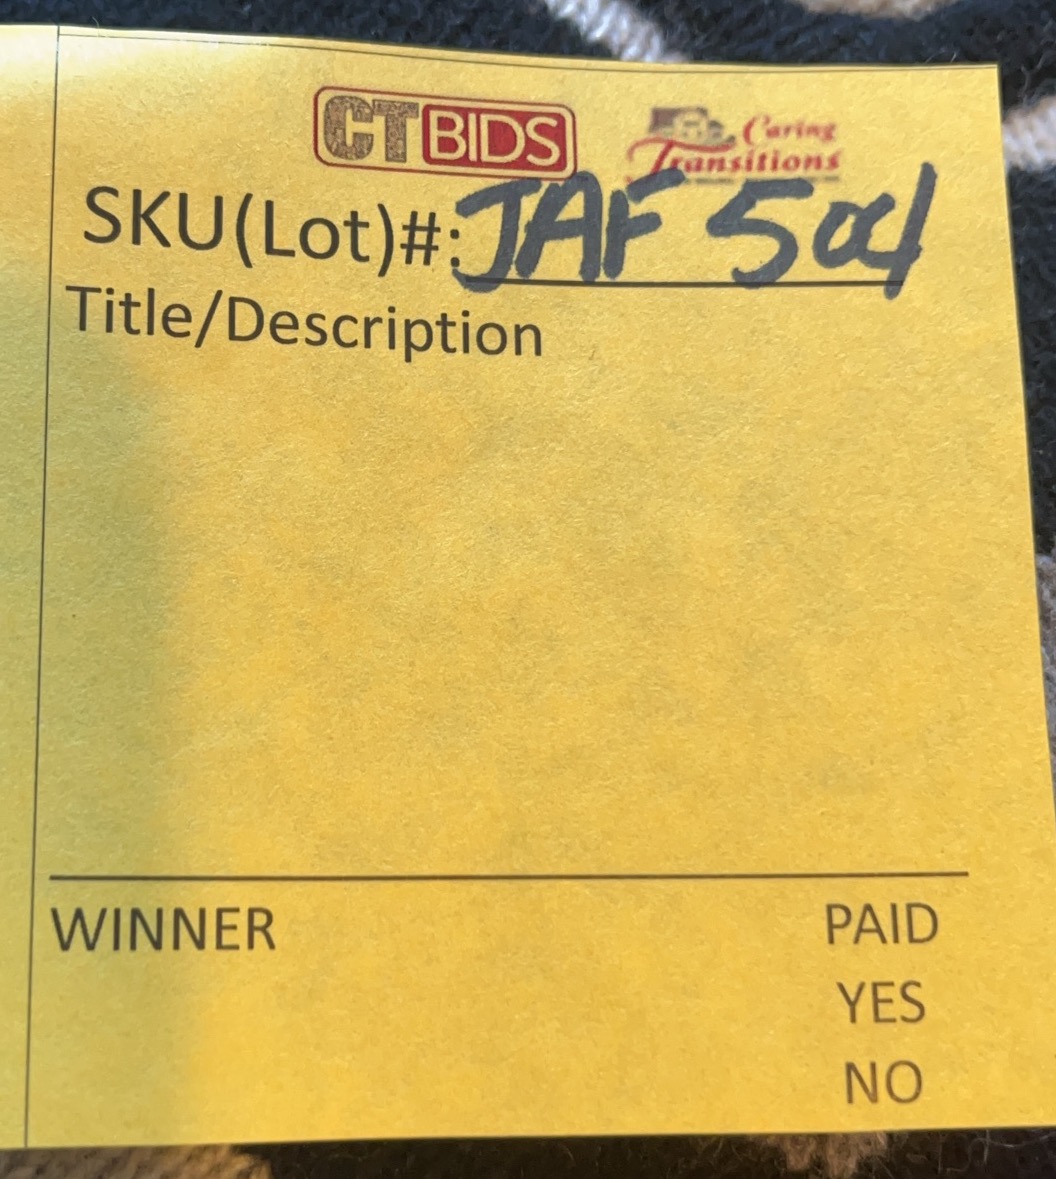 CTBIDS Caring Transitions
SKU(Lot)#: JAF 504
Title/Description
WINNER PAID
YES
NO